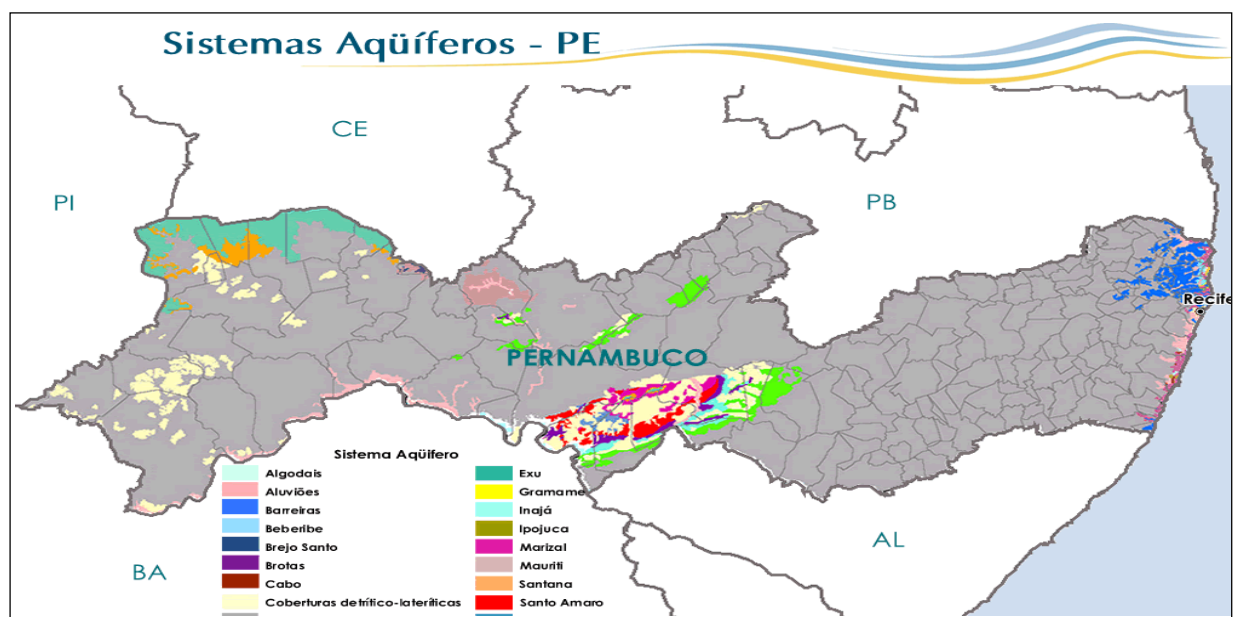 Sistemas Aqüíferos - PE
CE
PI
PB
Recife
PERNAMBUCO
AL
BA
Sistema Aqüífero
Algodais
Aluviões
Barreiras
Beberibe
Brejo Santo
Brotas
Cabo
Coberturas detrítico-lateríticas
Exu
Gramame
Inajá
Ipojuca
Marizal
Mauriti
Santana
Santo Amaro